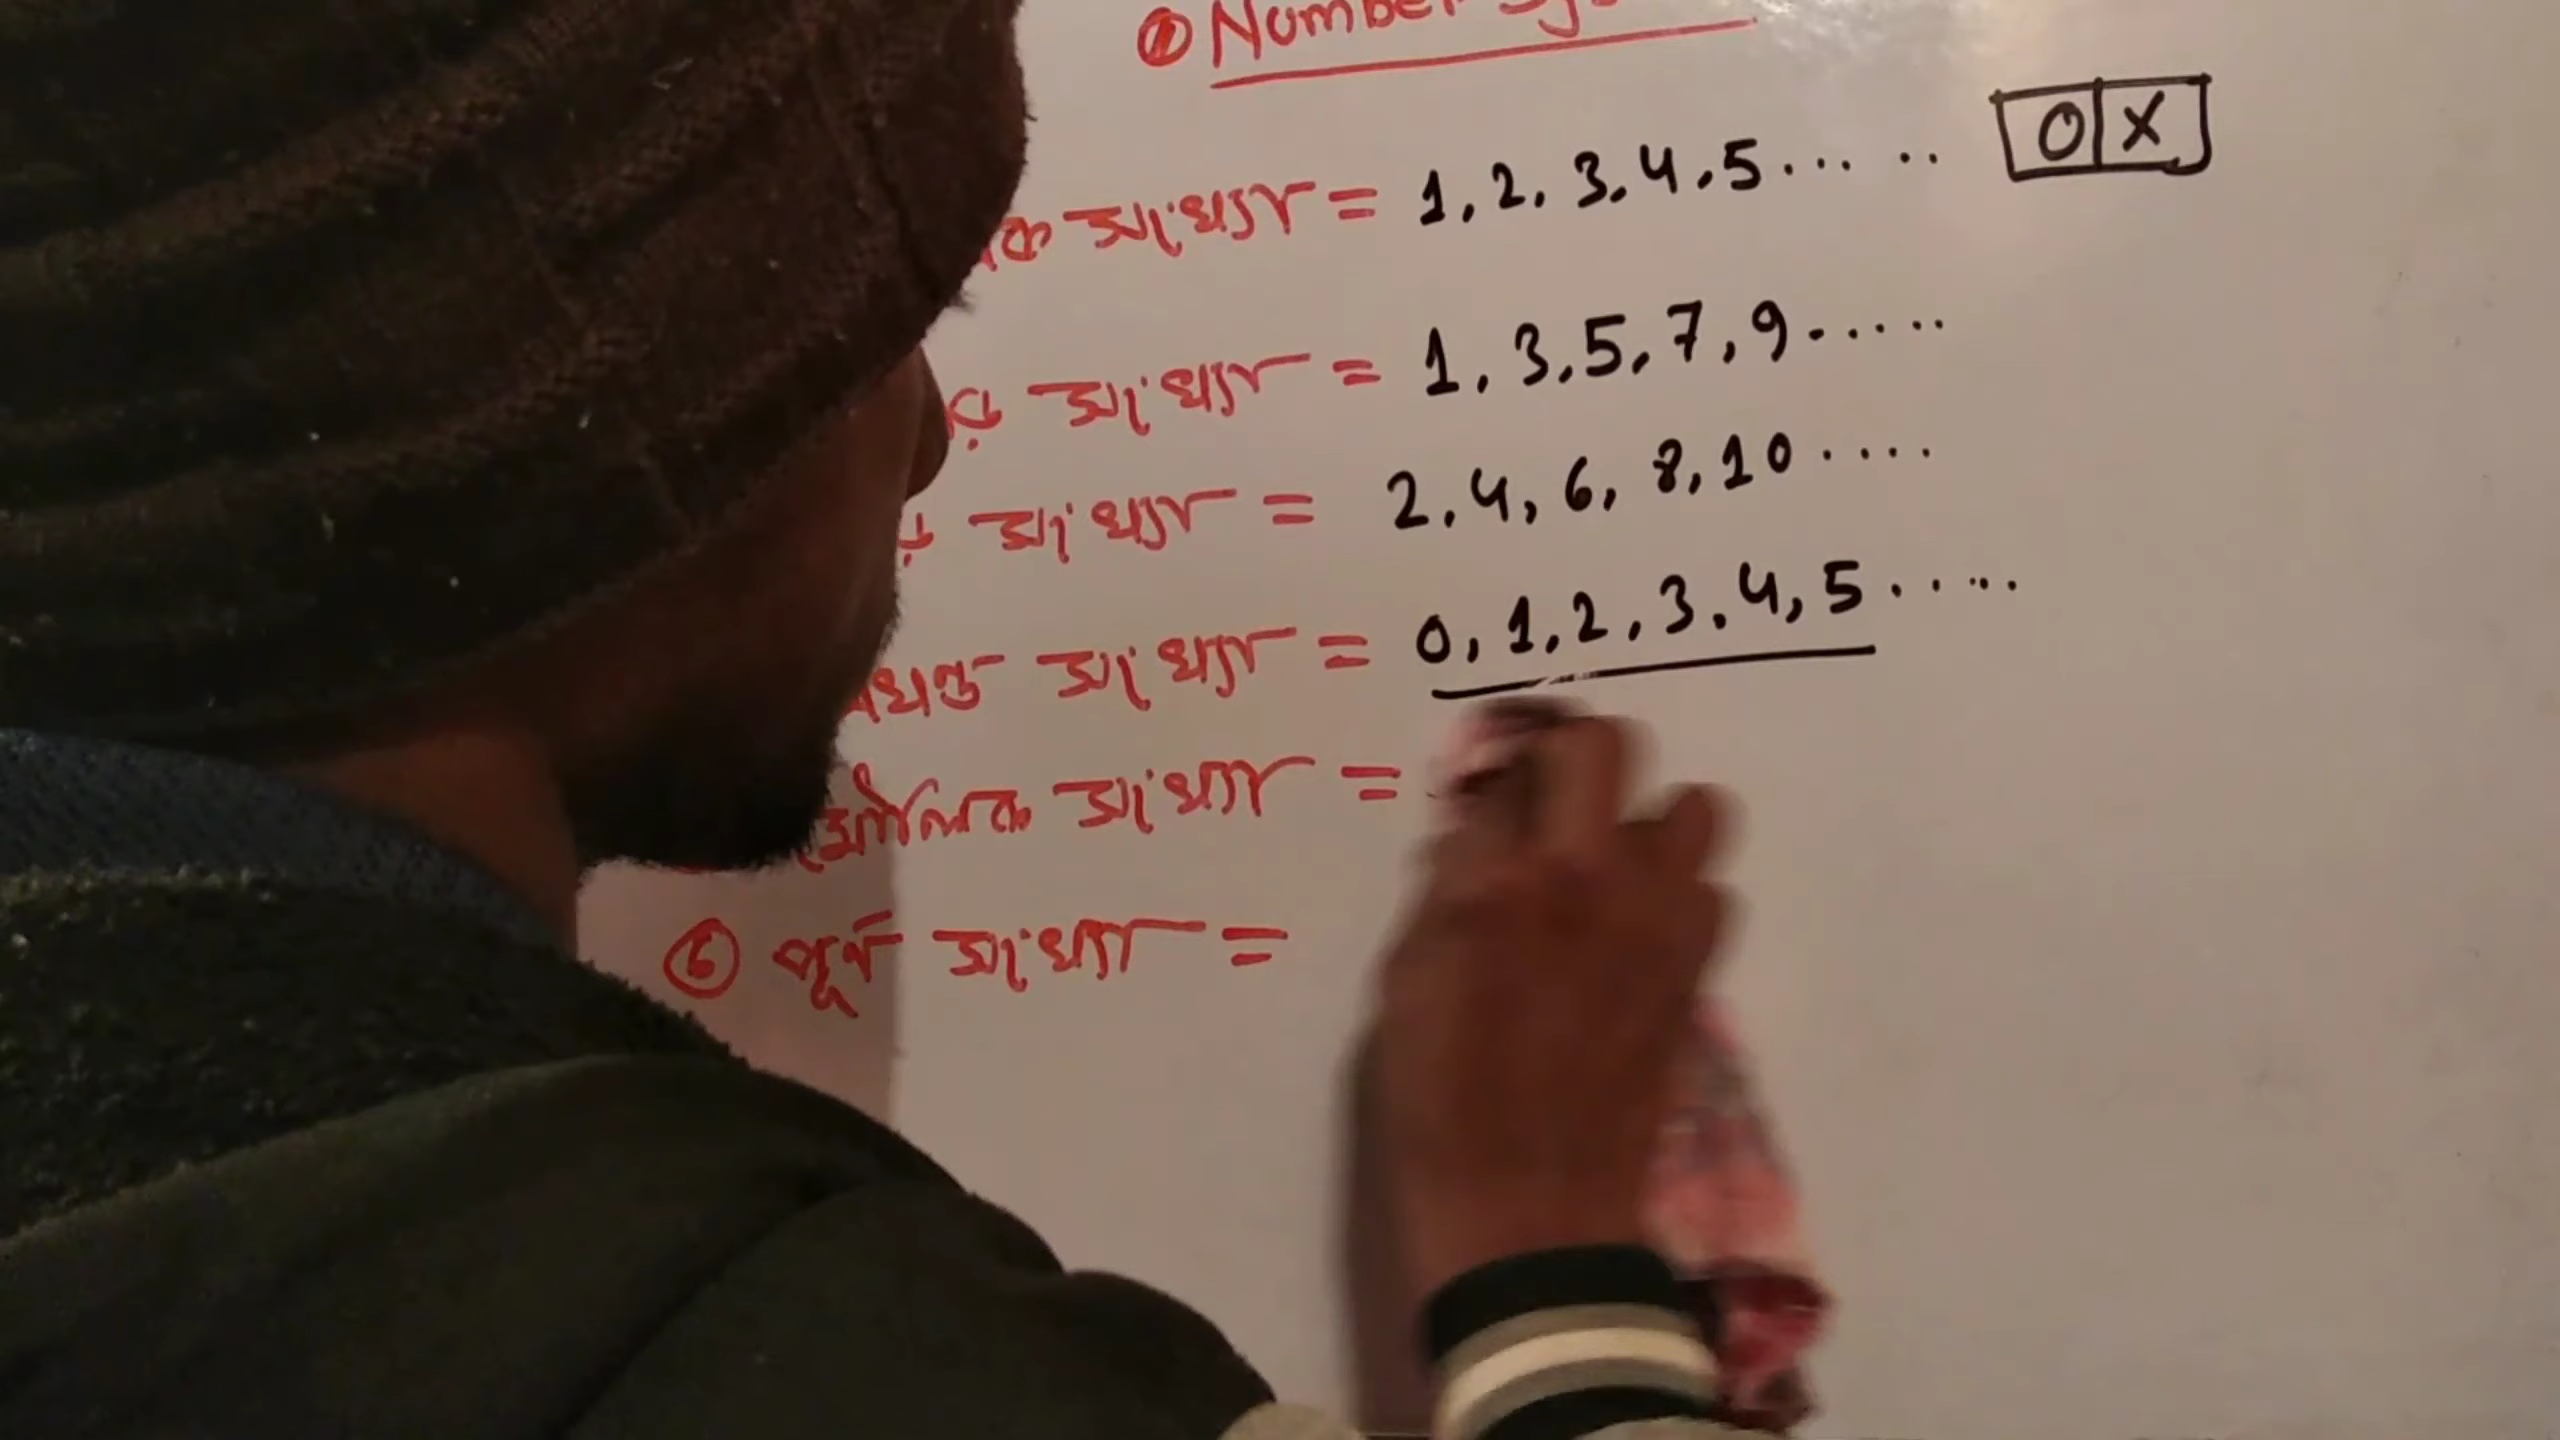 ① Number
সংখ্যা = 1, 2, 3, 4, 5..... 0 X
সংখ্যা = 1, 3, 5, 7, 9.....
সংখ্যা = 2, 4, 6, 8, 10....
সংখ্যা = 0, 1, 2, 3, 4, 5.....
মৌলিক সংখ্যা =
⑥ পূর্ণ সংখ্যা =